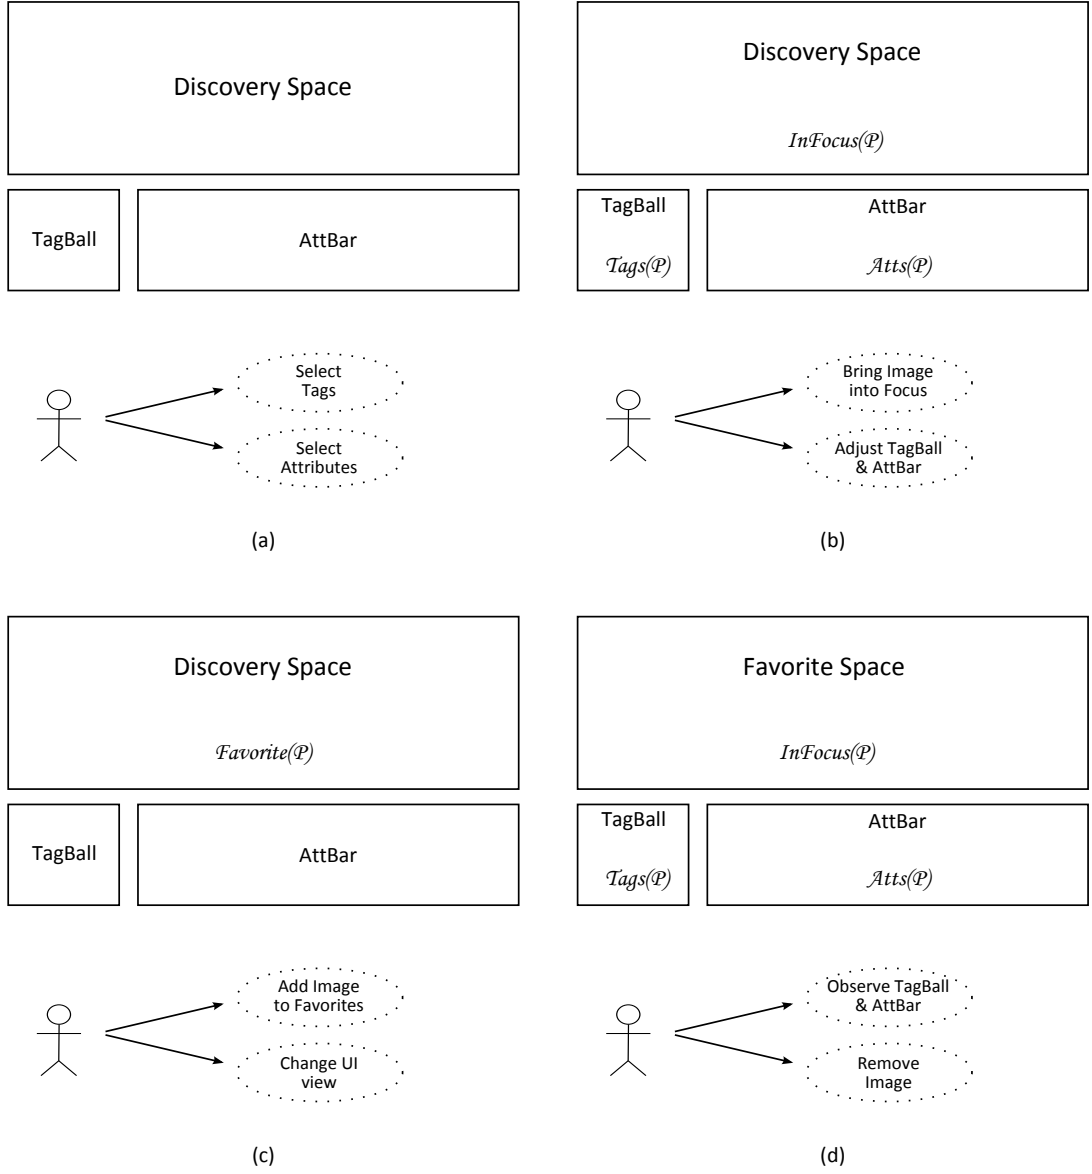 Discovery Space
TagBall
AttBar
Select
Tags
Select
Attributes
(a)
Discovery Space
InFocus(P)
TagBall
Tags(P)
AttBar
Atts(P)
Bring Image
into Focus
Adjust TagBall
& AttBar
(b)
Discovery Space
Favorite(P)
TagBall
AttBar
Add Image
to Favorites
Change UI
view
(c)
Favorite Space
InFocus(P)
TagBall
Tags(P)
AttBar
Atts(P)
Observe TagBall
& AttBar
Remove
Image
(d)